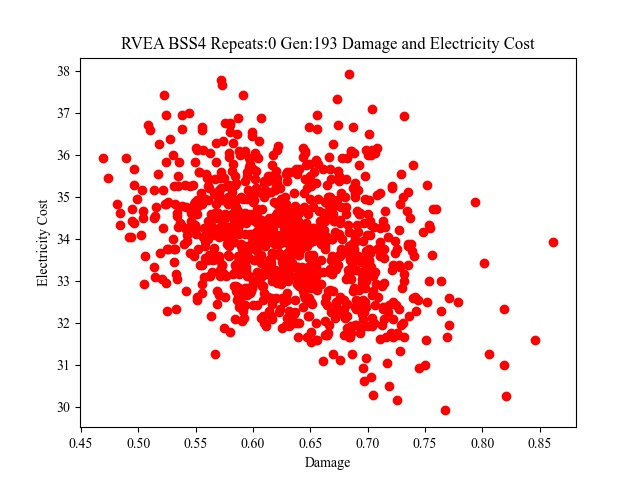 RVEA BSS4 Repeats:0 Gen:193 Damage and Electricity Cost
38
37
36
35
34
33
32
31
30
Electricity Cost
0.45 0.50 0.55 0.60 0.65 0.70 0.75 0.80 0.85
Damage